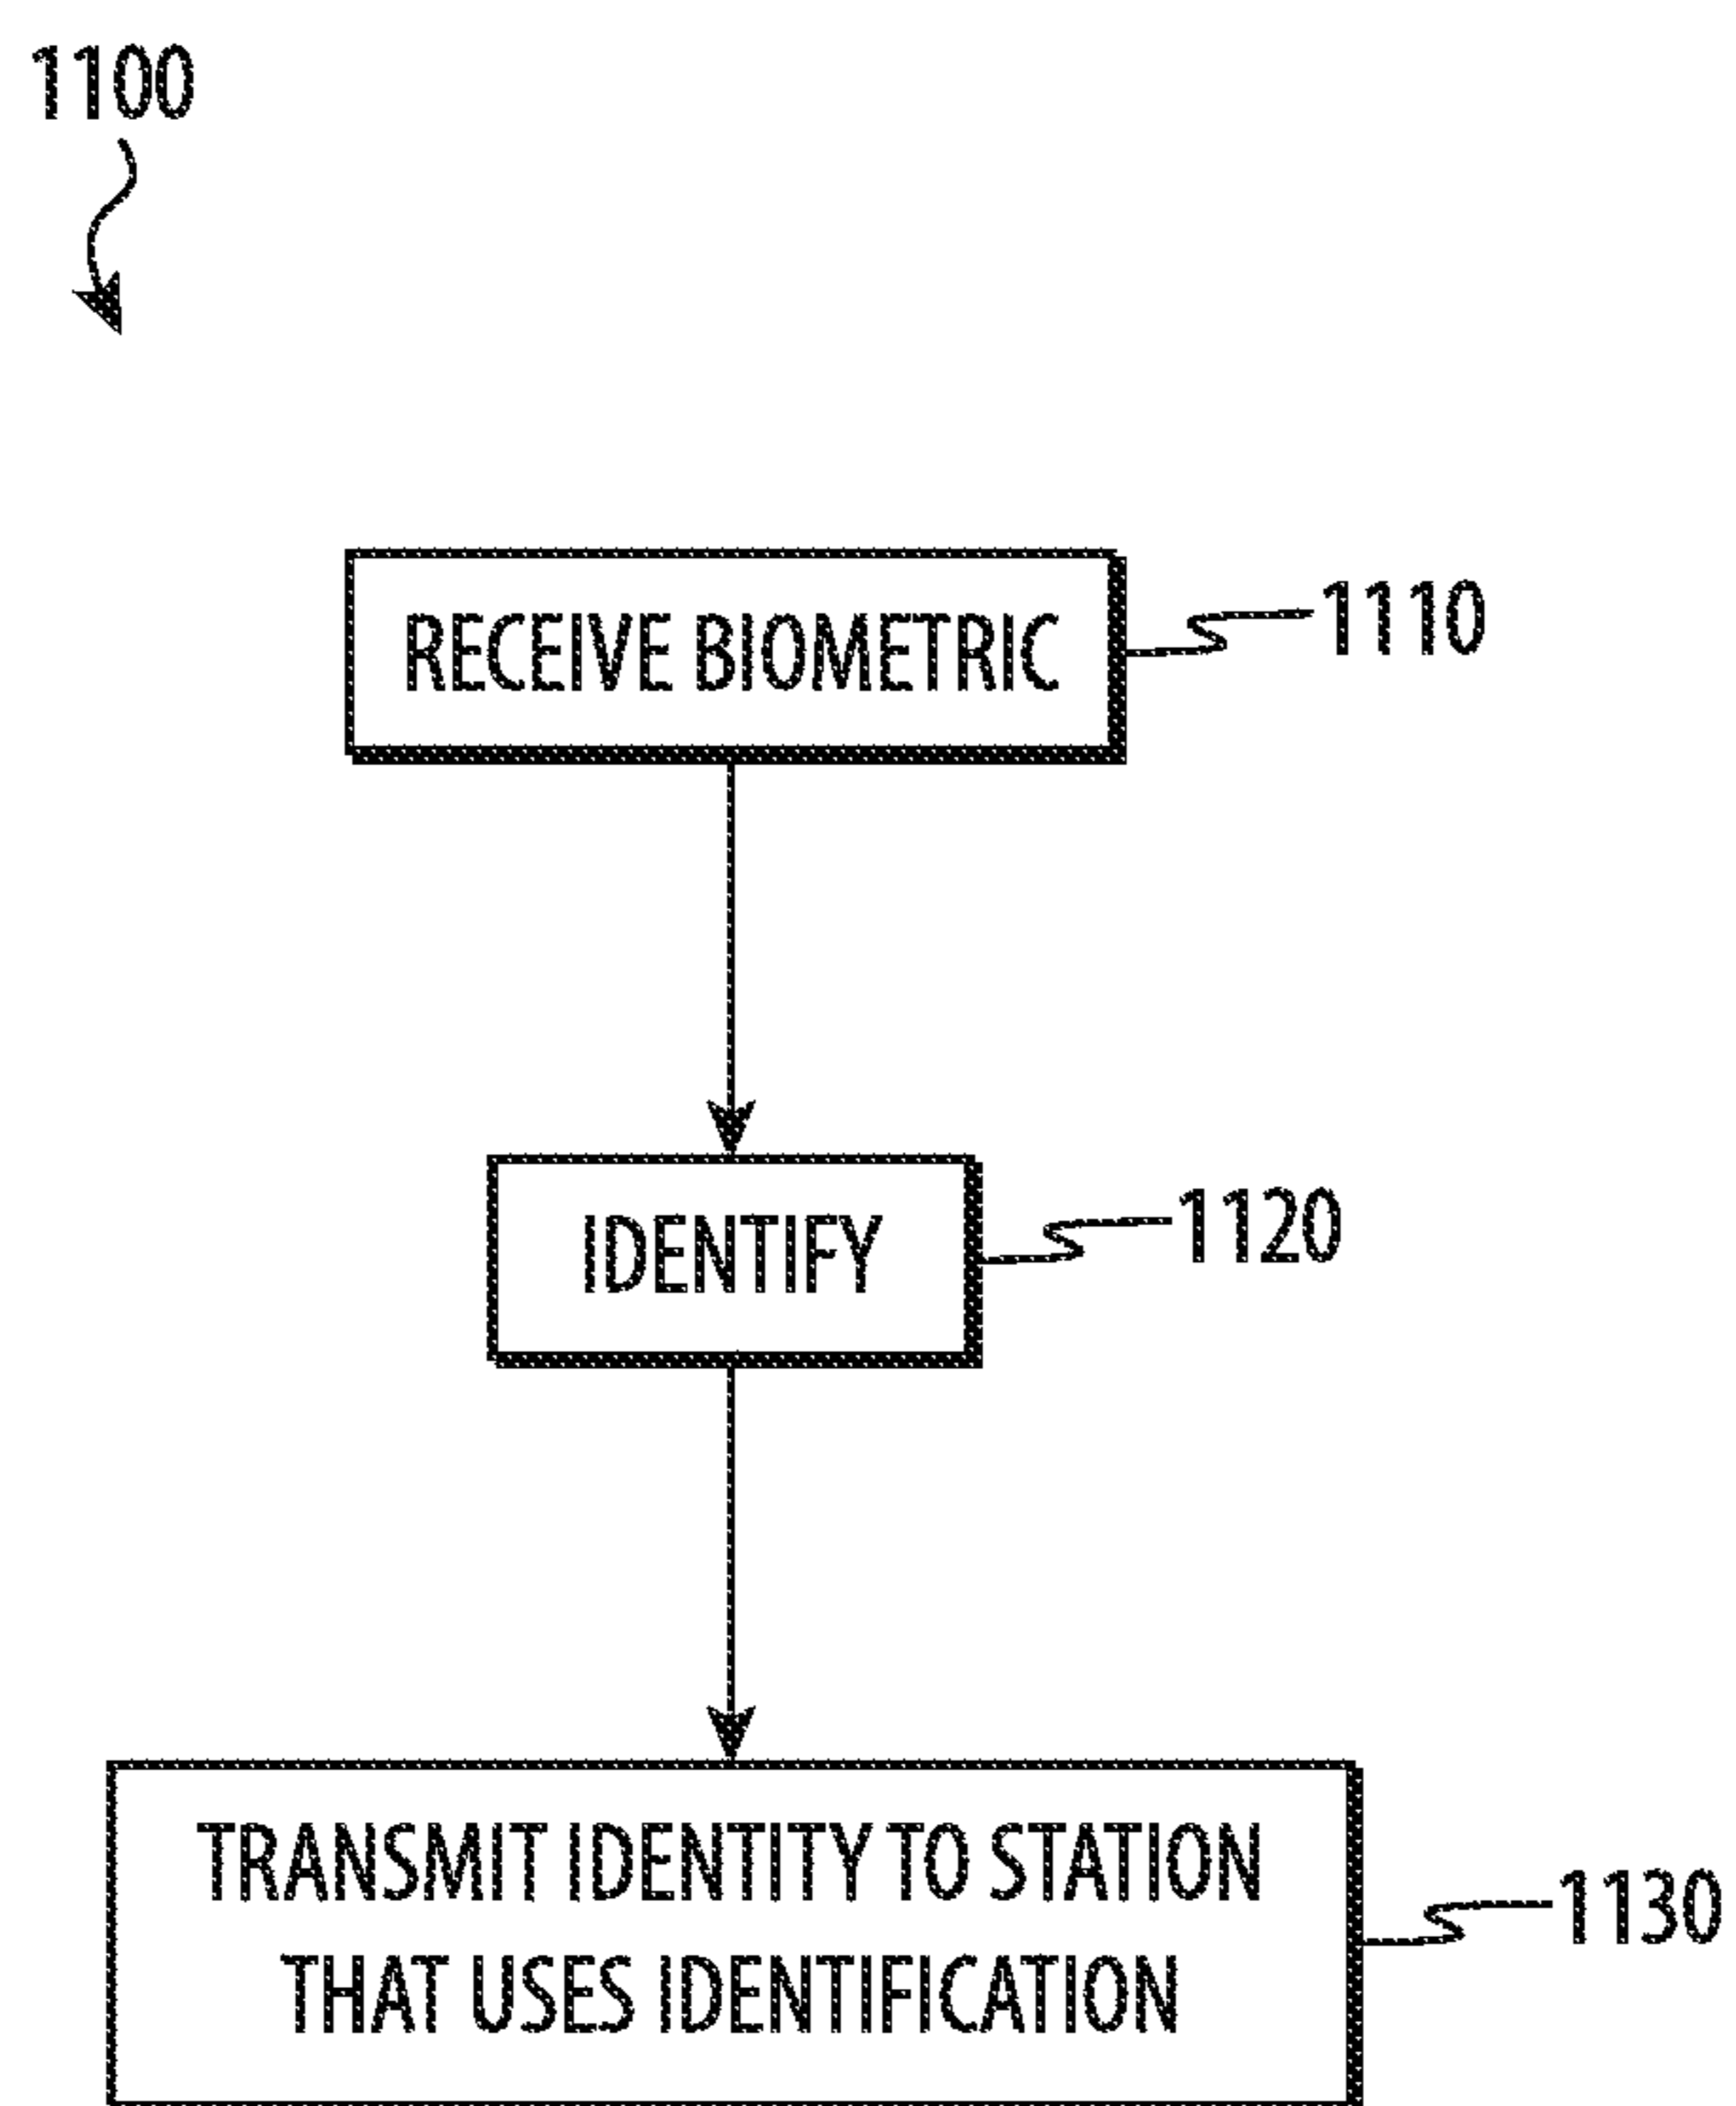 1100
RECEIVE BIOMETRIC
1110
IDENTIFY
1120
TRANSMIT IDENTITY TO STATION
THAT USES IDENTIFICATION
1130